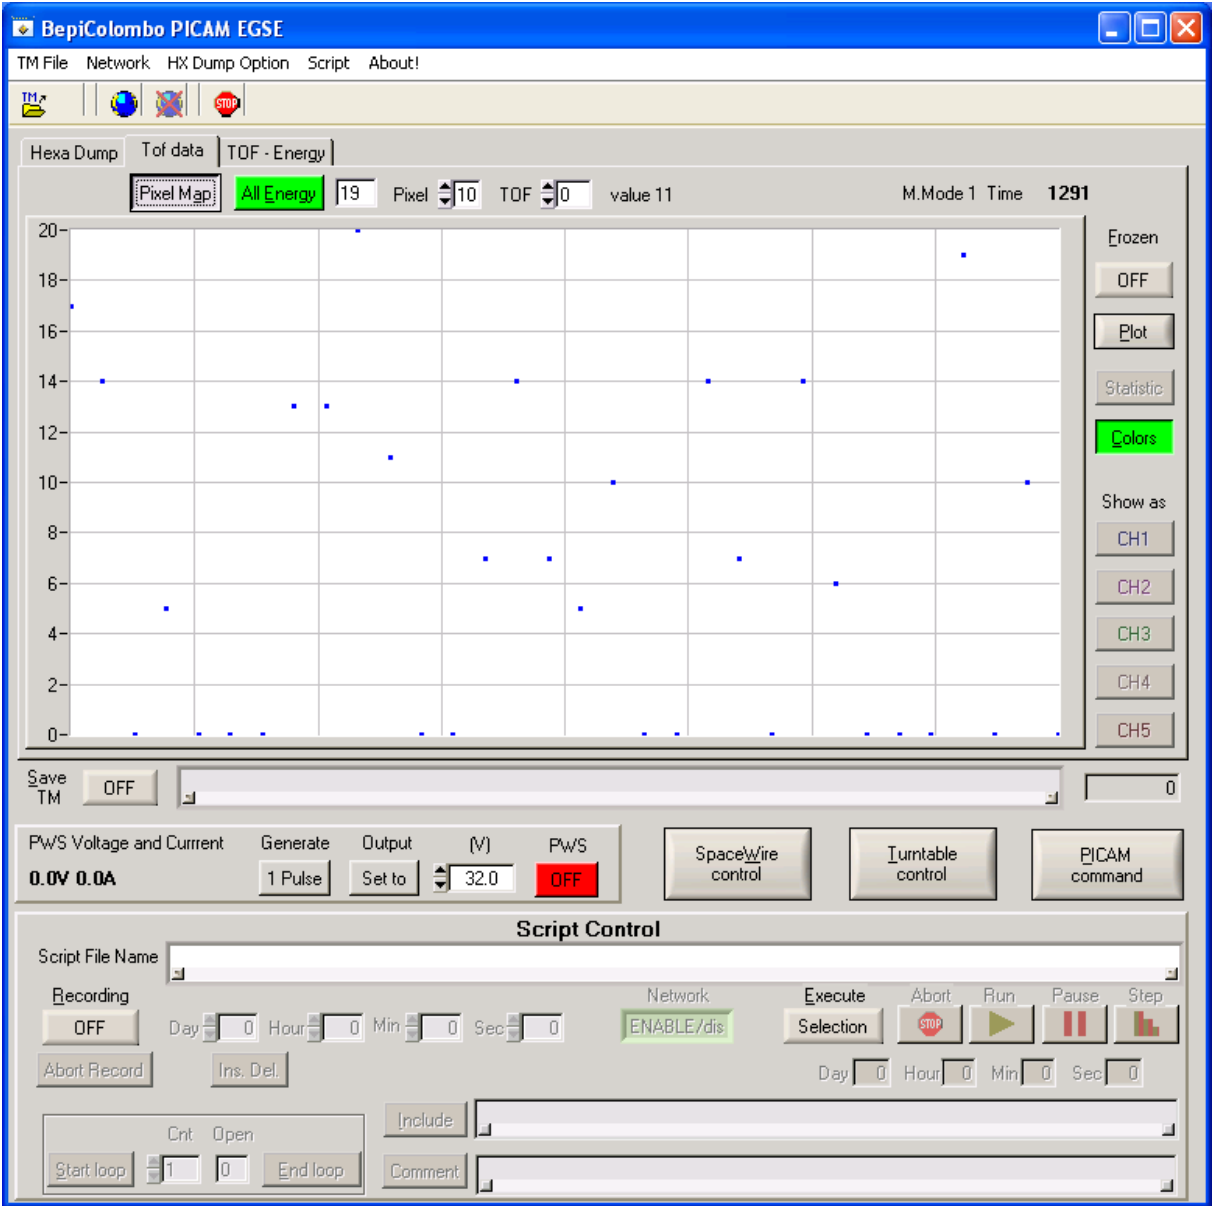 BepiColombo PICAM EGSE
TM File Network HX Dump Option Script About!
TM STOP
Hexa Dump Tof data TOF - Energy
Pixel Map All Energy 19 Pixel 10 TOF 0 value 11 M.Mode 1 Time 1291
20
18
16
14
12
10
8
6
4
2
0
Frozen
OFF
Plot
Statistic
Colors
Show as
CH1
CH2
CH3
CH4
CH5
Save TM OFF 0
PWS Voltage and Currrent Generate Output (V) PWS
0.0V 0.0A 1 Pulse Set to 32.0 OFF
SpaceWire control
Turntable control
PICAM command
Script Control
Script File Name
Recording Network Execute Abort Run Pause Step
OFF Day 0 Hour 0 Min 0 Sec 0 ENABLE/dis Selection STOP
Abort Record Ins. Del. Day 0 Hour 0 Min 0 Sec 0
Cnt Open Include
Start loop 1 0 End loop Comment